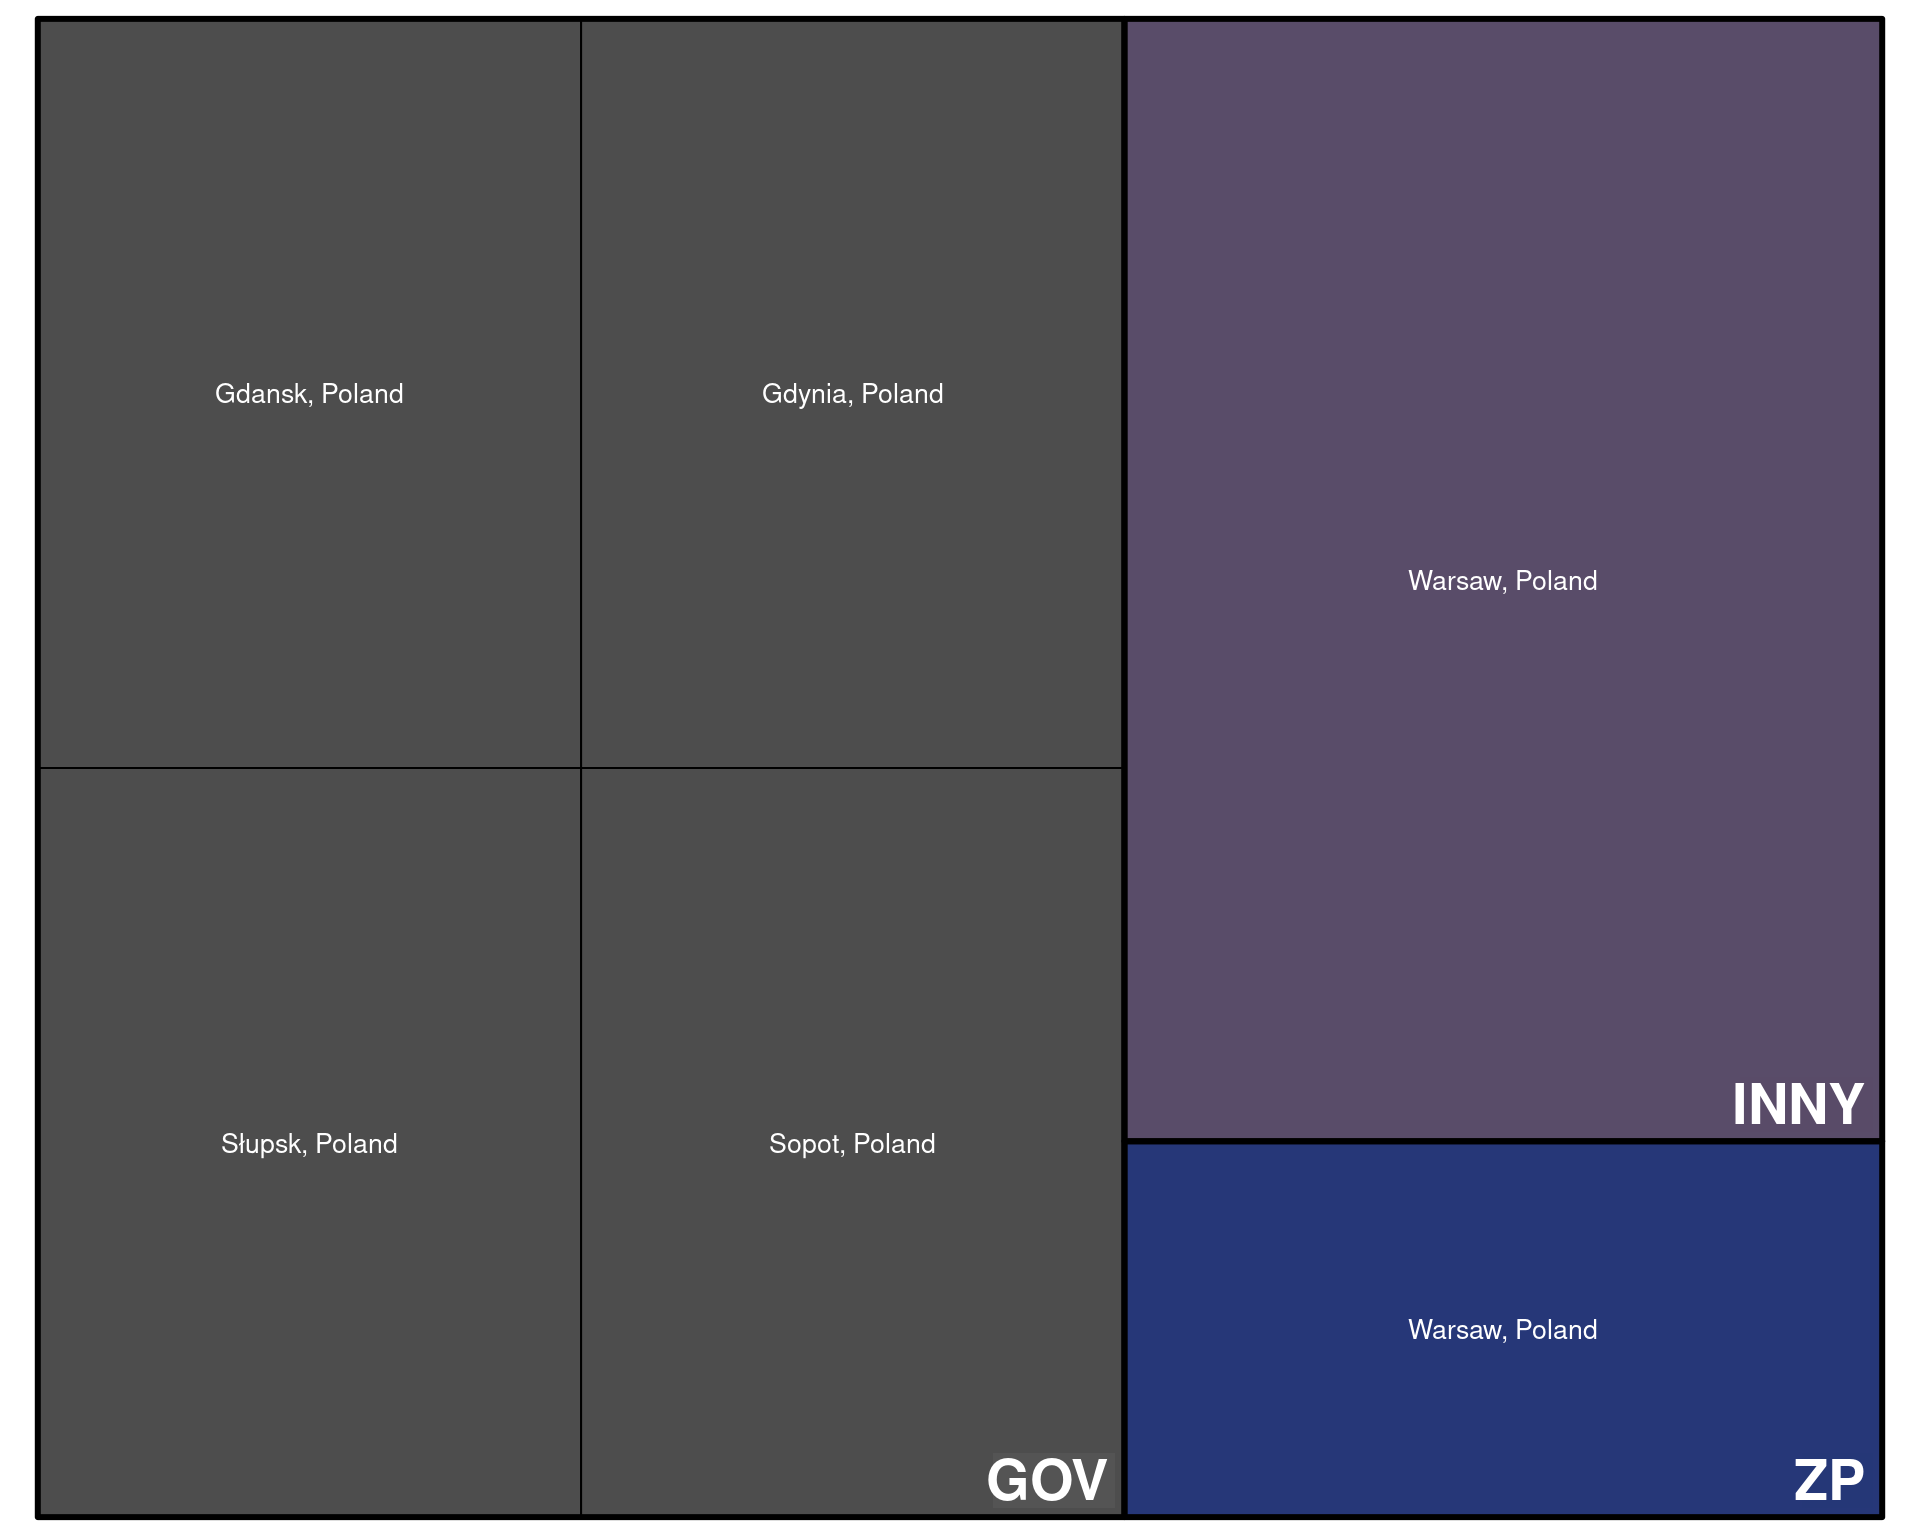 Gdansk, Poland
Gdynia, Poland
Słupsk, Poland
Sopot, Poland
GOV
Warsaw, Poland
INNY
Warsaw, Poland
ZP